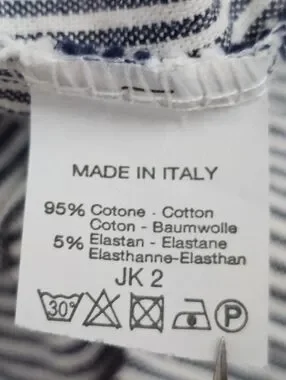 MADE IN ITALY
95% Cotone - Cotton
Coton - Baumwolle
5% Elastan - Elastane
Elasthanne-Elasthan
JK 2
30° P